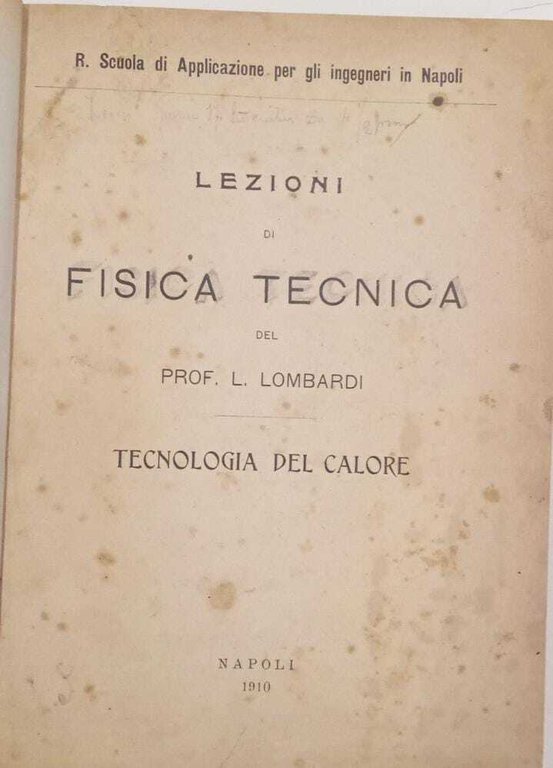 R. Scuola di Applicazione per gli ingegneri in Napoli
LEZIONI
DI
FISICA TECNICA
DEL
PROF. L. LOMBARDI
TECNOLOGIA DEL CALORE
NAPOLI
1910